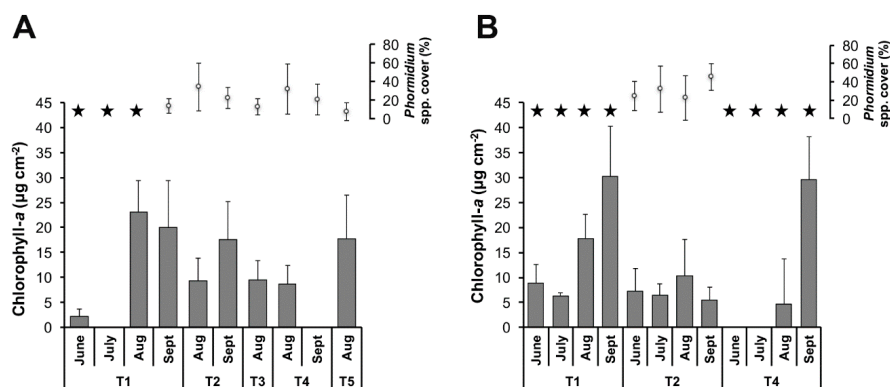 A
80
60
40
20
0
Phormidium
spp. cover (%)
★ ★ ★
45
40
35
30
25
20
15
10
5
0
Chlorophyll-a (µg cm-2)
June July Aug Sept Aug Sept Aug Aug Sept Aug
T1 T2 T3 T4 T5
B
80
60
40
20
0
Phormidium
spp. cover (%)
★ ★ ★ ★ ★ ★ ★ ★
45
40
35
30
25
20
15
10
5
0
Chlorophyll-a (µg cm-2)
June July Aug Sept June July Aug Sept June July Aug Sept
T1 T2 T4